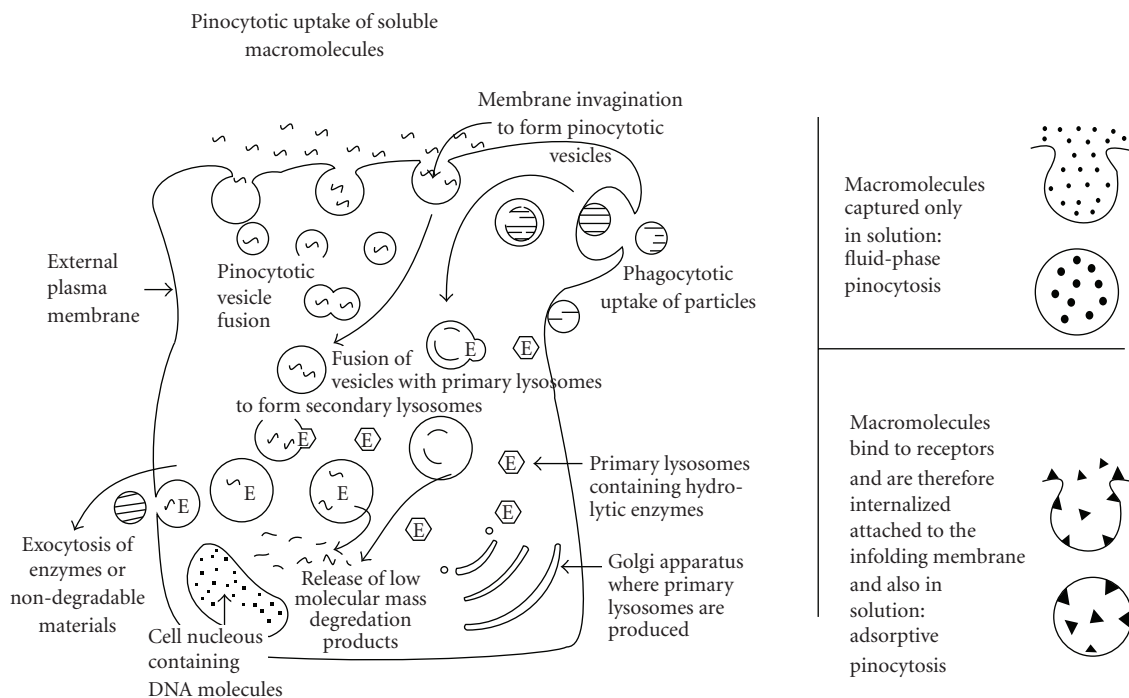 Pinocytotic uptake of soluble
macromolecules
Membrane invagination
to form pinocytotic
vesicles
External
plasma
membrane
Pinocytotic
vesicle
fusion
Phagocytotic
uptake of particles
E
E
Fusion of
vesicles with primary lysosomes
to form secondary lysosomes
E
E
E
E
E
E
E
E
Primary lysosomes
containing hydro-
lytic enzymes
Exocytosis of
enzymes or
non-degradable
materials
Release of low
molecular mass
degredation
products
Golgi apparatus
where primary
lysosomes are
produced
Cell nucleous
containing
DNA molecules
Macromolecules
captured only
in solution:
fluid-phase
pinocytosis
Macromolecules
bind to receptors
and are therefore
internalized
attached to the
infolding membrane
and also in
solution:
adsorptive
pinocytosis